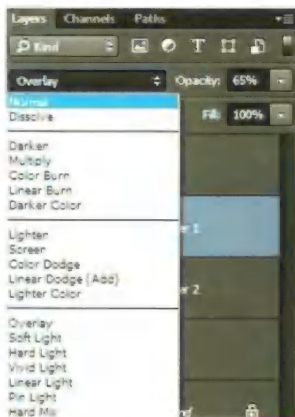 Layers Channels Paths
Kind T
Overlay Opacity: 65%
Normal Fill: 100%
Dissolve
Darken
Multiply
Color Burn
Linear Burn
Darker Color
Lighten
Screen
Color Dodge
Linear Dodge (Add)
Lighter Color
Overlay
Soft Light
Hard Light
Vivid Light
Linear Light
Pin Light
Hard Mix
er 1
er 2